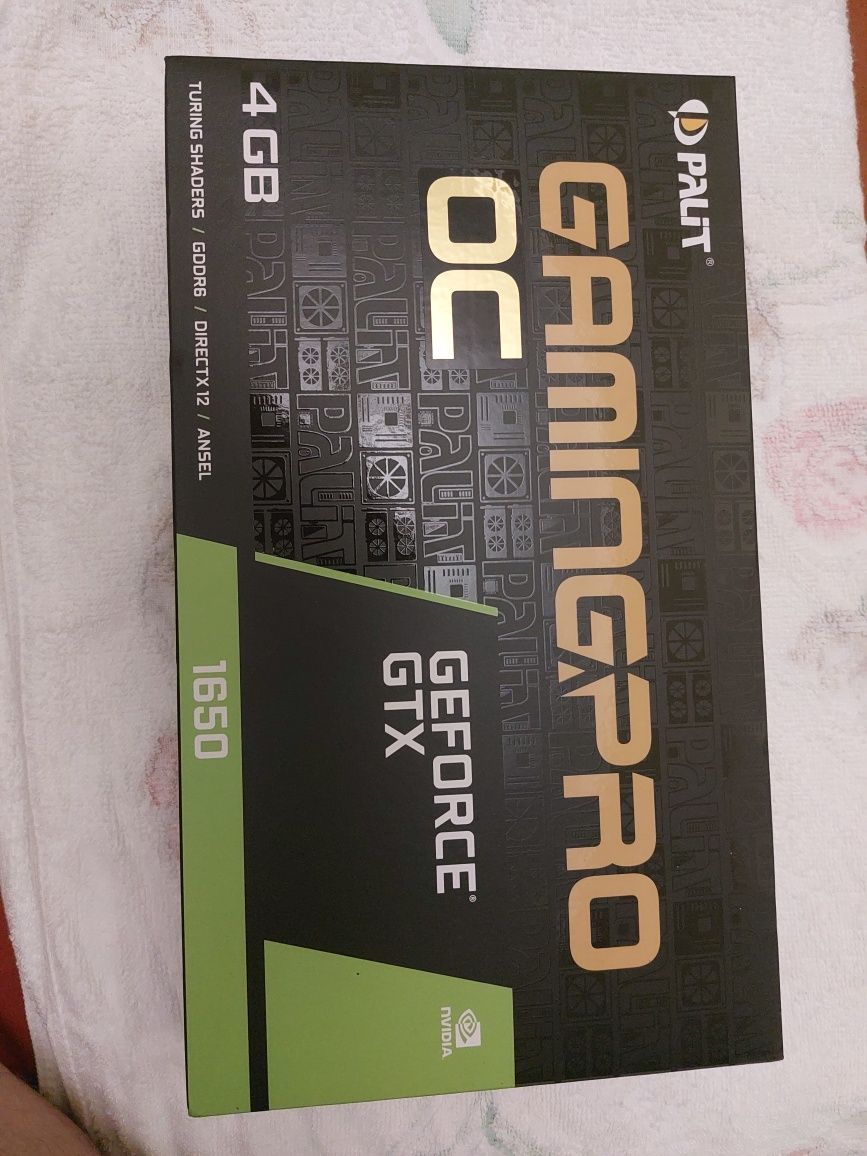 PALiT®
GAMINGPRO
OC
GEFORCE®
GTX
nVIDIA
4 GB
TURING SHADERS / GDDR6 / DIRECTX 12 / ANSEL
1650